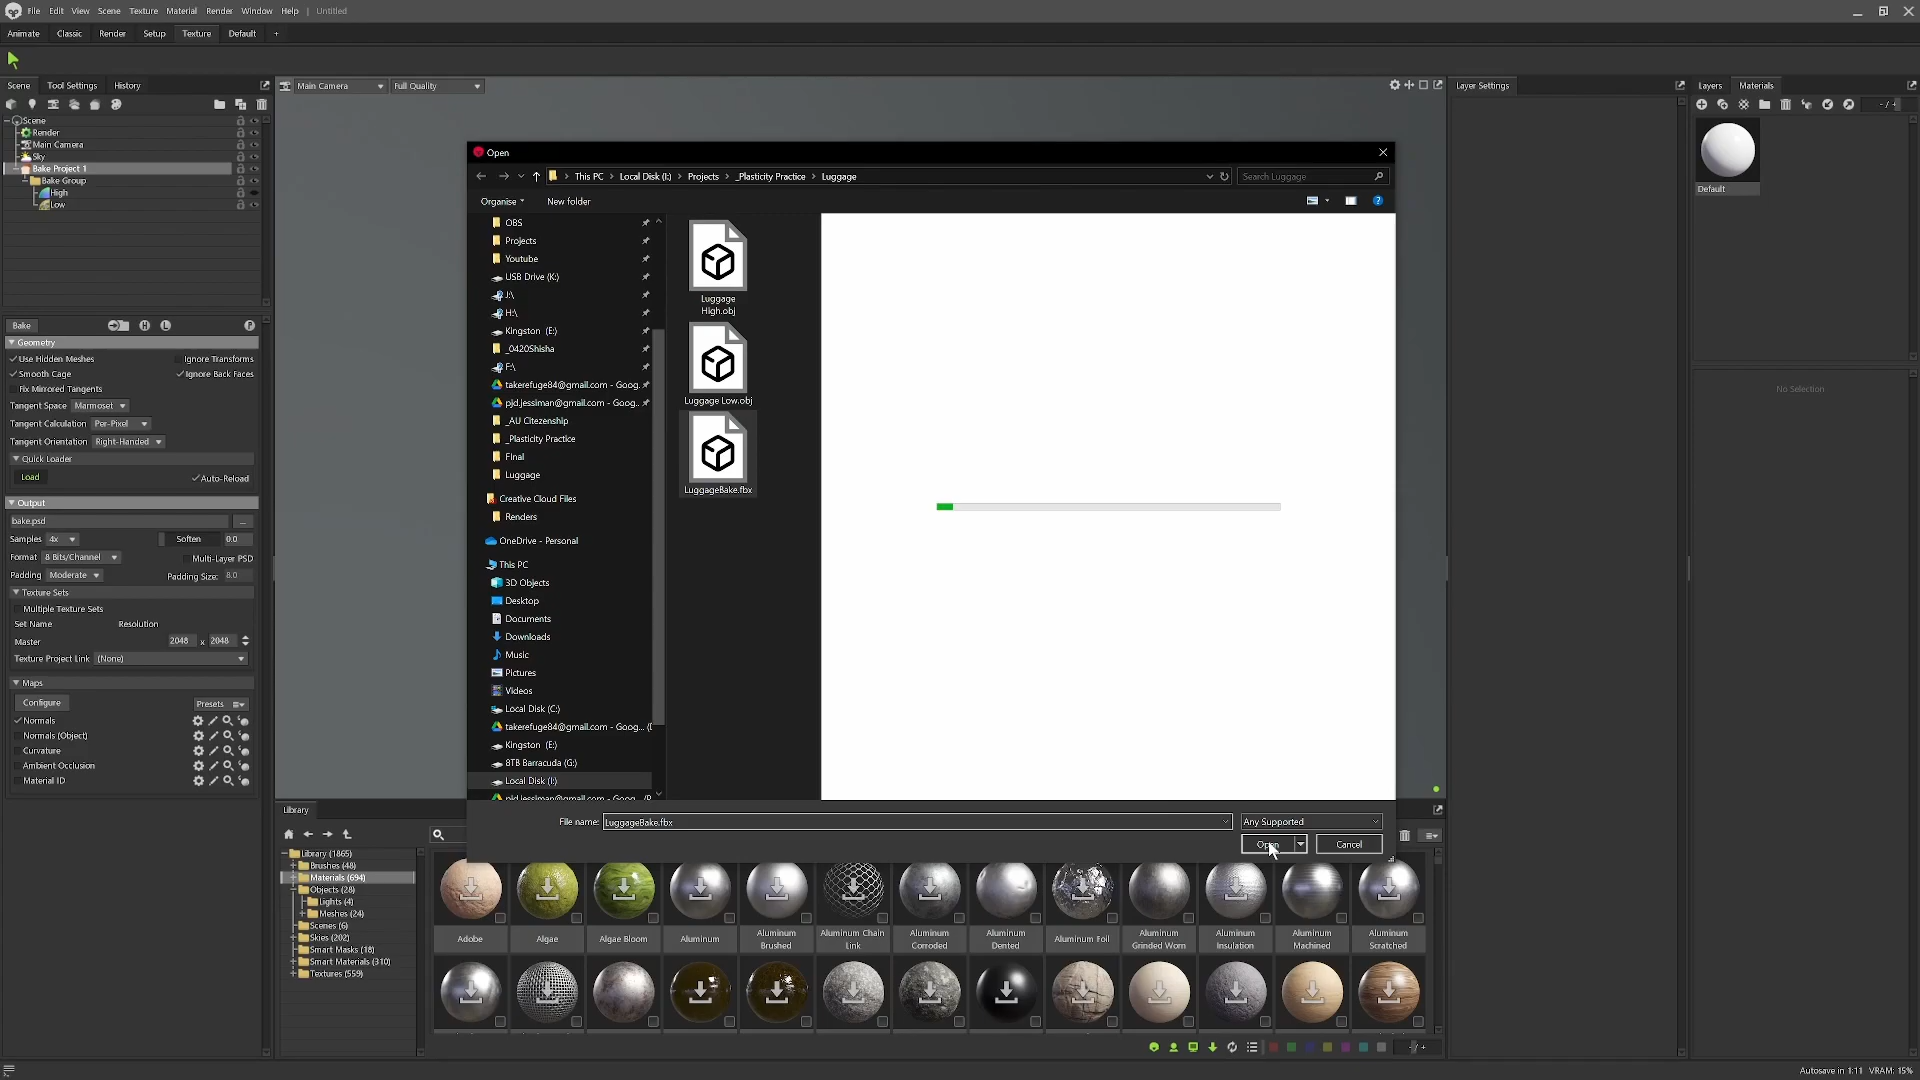 File Edit View Scene Texture Material Render Window Help | Untitled
Animate Classic Render Setup Texture Default +
Scene Tool Settings History
Main Camera Full Quality
Layer Settings
Layers Materials
Scene
Render
Main Camera
Sky
Bake Project 1
Bake Group
High
Low
Default
No Selection
Open
This PC > Local Disk (I:) > Projects > _Plasticity Practice > Luggage
Search Luggage
Organise New folder
OBS
Projects
Youtube
USB Drive (K:)
J:\
H:\
Kingston (E:)
_0420Shisha
F:\
takerefuge84@gmail.com - Goog..
pjd.jessiman@gmail.com - Goog..
_AU Citezenship
_Plasticity Practice
Final
Luggage
Creative Cloud Files
Renders
OneDrive - Personal
This PC
3D Objects
Desktop
Documents
Downloads
Music
Pictures
Videos
Local Disk (C:)
takerefuge84@gmail.com - Goog...
Kingston (E:)
8TB Barracuda (G:)
Local Disk (I:)
pjd.jessiman@gmail.com - Goog...
Luggage
High.obj
Luggage Low.obj
LuggageBake.fbx
File name: LuggageBake.fbx
Any Supported
Open Cancel
Bake
Geometry
Use Hidden Meshes Ignore Transforms
Smooth Cage Ignore Back Faces
Fix Mirrored Tangents
Tangent Space Marmoset
Tangent Calculation Per-Pixel
Tangent Orientation Right-Handed
Quick Loader
Load Auto-Reload
Output
bake.psd ...
Samples 4x Soften 0.0
Format 8 Bits/Channel Multi-Layer PSD
Padding Moderate Padding Size: 8.0
Texture Sets
Multiple Texture Sets
Set Name Resolution
Master 2048 x 2048
Texture Project Link (None)
Maps
Configure Presets
Normals
Normals (Object)
Curvature
Ambient Occlusion
Material ID
Library
Library (1865)
Brushes (48)
Materials (694)
Objects (28)
Lights (4)
Meshes (24)
Scenes (6)
Skies (202)
Smart Masks (18)
Smart Materials (310)
Textures (559)
Adobe
Algae
Algae Bloom
Aluminum
Aluminum
Brushed
Aluminum Chain
Link
Aluminum
Corroded
Aluminum
Dented
Aluminum Foil
Aluminum
Grinded Worn
Aluminum
Insulation
Aluminum
Machined
Aluminum
Scratched
Autosave in 1:11 VRAM: 15%